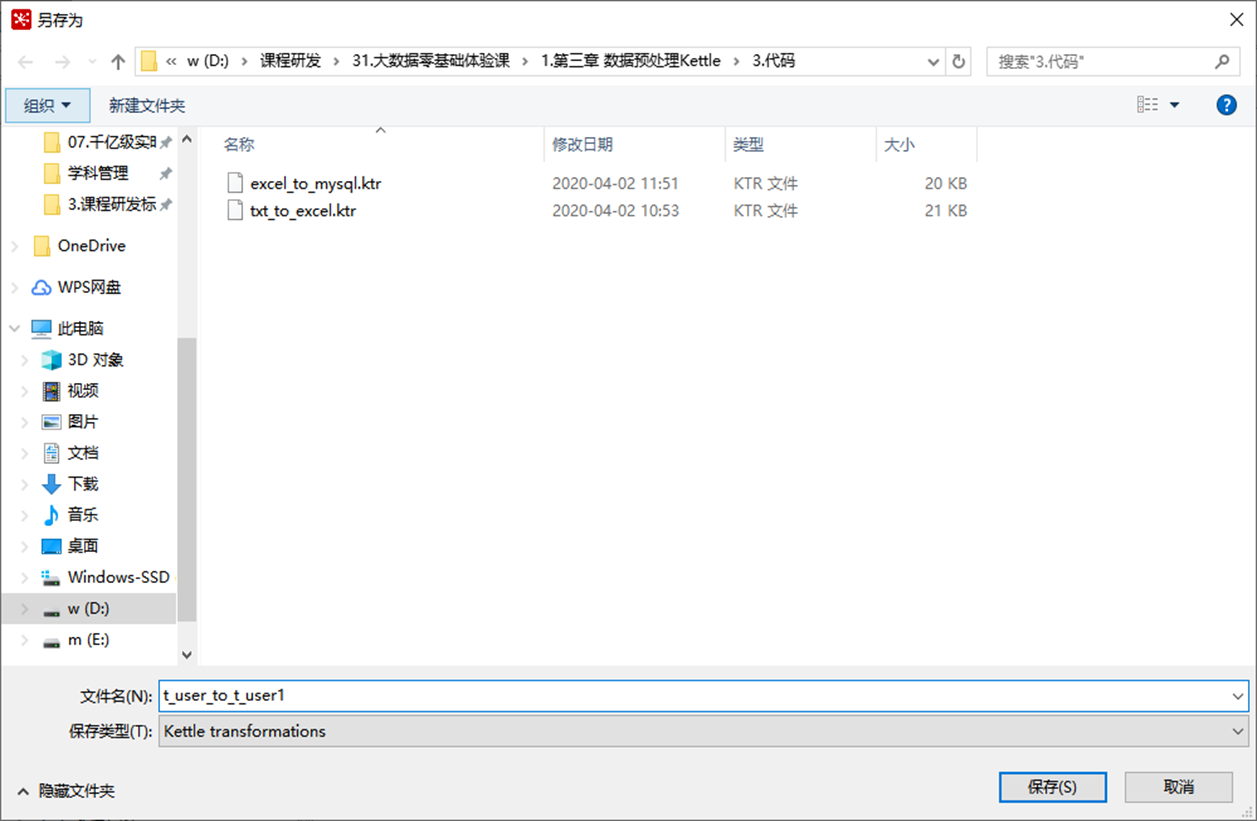 另存为
« w (D:) › 课程研发 › 31.大数据零基础体验课 › 1.第三章 数据预处理Kettle › 3.代码
搜索"3.代码"
组织 新建文件夹
名称 修改日期 类型 大小
excel_to_mysql.ktr 2020-04-02 11:51 KTR 文件 20 KB
txt_to_excel.ktr 2020-04-02 10:53 KTR 文件 21 KB
07.千亿级实时
学科管理
3.课程研发标
OneDrive
WPS网盘
此电脑
3D 对象
视频
图片
文档
下载
音乐
桌面
Windows-SSD
w (D:)
m (E:)
文件名(N): t_user_to_t_user1
保存类型(T): Kettle transformations
隐藏文件夹
保存(S) 取消